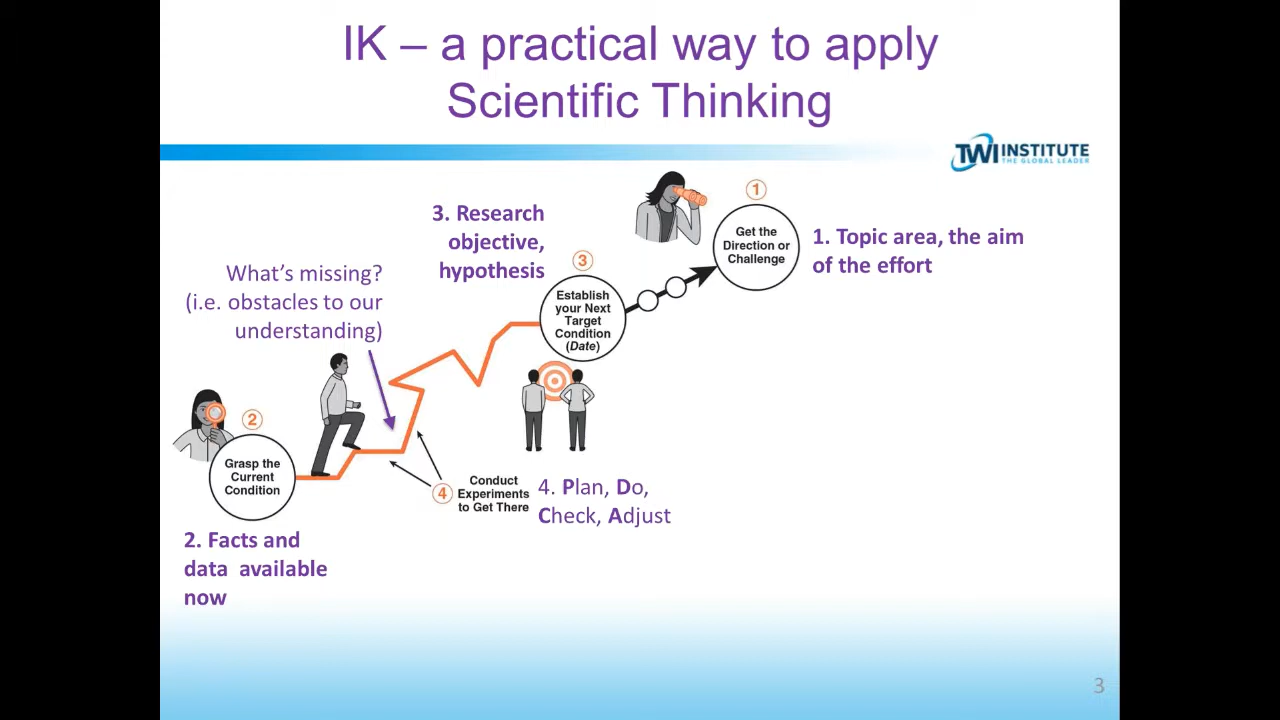 IK – a practical way to apply
Scientific Thinking
TWI INSTITUTE
THE GLOBAL LEADER
1
Get the
Direction or
Challenge
1. Topic area, the aim
of the effort
3. Research
objective,
hypothesis
3
Establish
your Next
Target
Condition
(Date)
What's missing?
(i.e. obstacles to our
understanding)
2
Grasp the
Current
Condition
2. Facts and
data available
now
4
Conduct
Experiments
to Get There
4. Plan, Do,
Check, Adjust
3